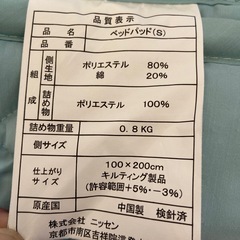 品質表示
品名 ベッドパッド(S)
組成 側生地 ポリエステル 80%
綿 20%
詰め物 ポリエステル 100%
詰め物重量 0.8KG
側サイズ
仕上がりサイズ 100×200cm
キルティング製品
(許容範囲+5%・-3%)
原産国 中国製 検針済
株式会社 ニッセン
京都市南区吉祥院